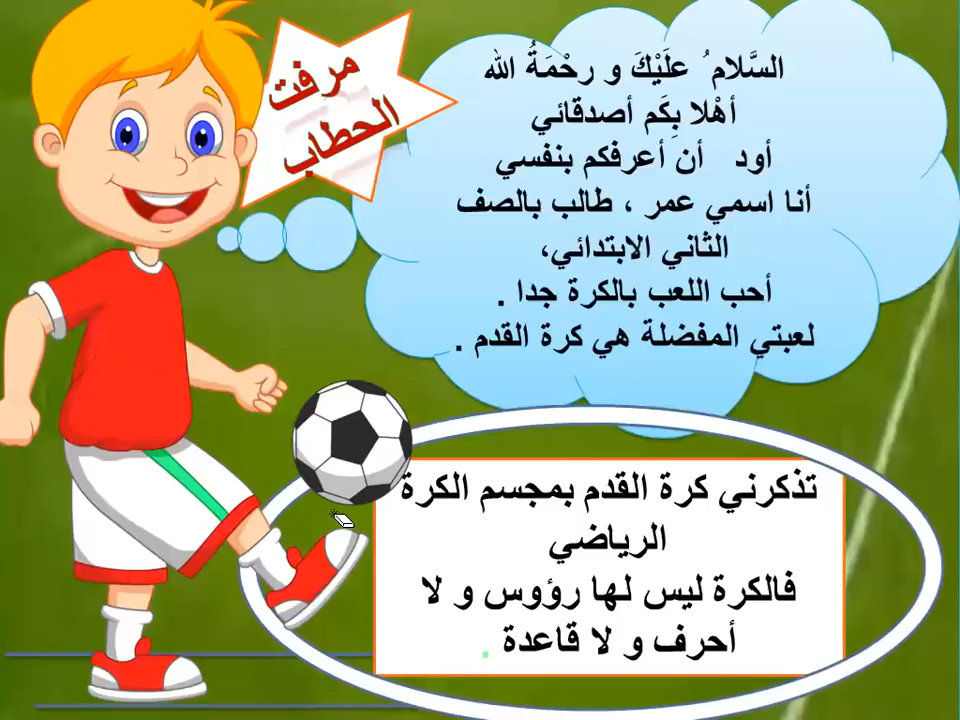 مرفت
الحطاب
السَّلام ُ علَيْكَ و رحْمَةُ الله
أهْلا بِكَم أصدقائي
أود أن أعرفكم بنفسي
أنا اسمي عمر ، طالب بالصف
الثاني الابتدائي،
أحب اللعب بالكرة جدا .
لعبتي المفضلة هي كرة القدم .
تذكرني كرة القدم بمجسم الكرة
الرياضي
فالكرة ليس لها رؤوس و لا
أحرف و لا قاعدة .